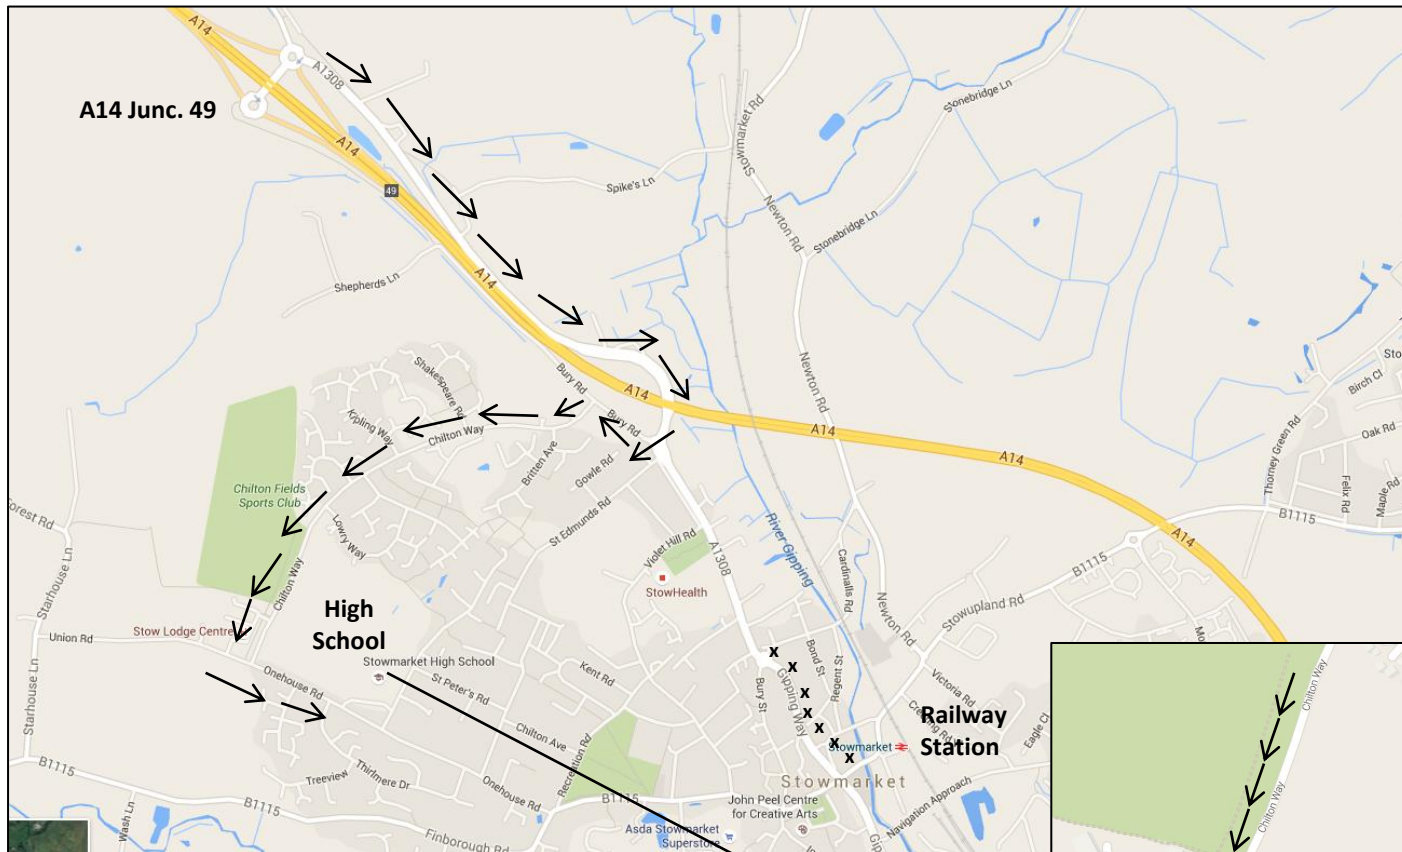 A14
A1308
A14 Junc. 49
A14
49
Stowmarket Rd
Stonebridge Ln
Spike's Ln
Newton Rd
Stonebridge Ln
Shepherds Ln
A14
Newton Rd
Bury Rd
A14
Shakespeare Rd
Kipling Way
Chilton Way
Bury Rd
Britten Ave
Gowle Rd
A14
A14
Birch Cl
Oak Rd
Thorney Green Rd
Felix Rd
Maple Rd
Chilton Fields
Sports Club
Lowry Way
St Edmunds Rd
Violet Hill Rd
A1308
River Gipping
Cardinalls Rd
B1115
A14
B1115
Starhouse Ln
Chilton Way
StowHealth
Newton Rd
Stowupland Rd
High
School
Union Rd
Stow Lodge Centre
Stowmarket High School
Onehouse Rd
St Peter's Rd
Kent Rd
Bury St
Gipping Way
Bond St
Regent St
x
x
x
x
x
x
x
Victoria Rd
Railway
Station
Eagle Cl
Chilton Way
Starhouse Ln
Chilton Ave
Recreation Rd
Stowmarket
Stowmarket
B1115
Treeview
Thirlmere Dr
Onehouse Rd
B1115
Wash Ln
Finborough Rd
John Peel Centre
for Creative Arts
Asda Stowmarket
Superstore
Navigation Approach
Chilton Way